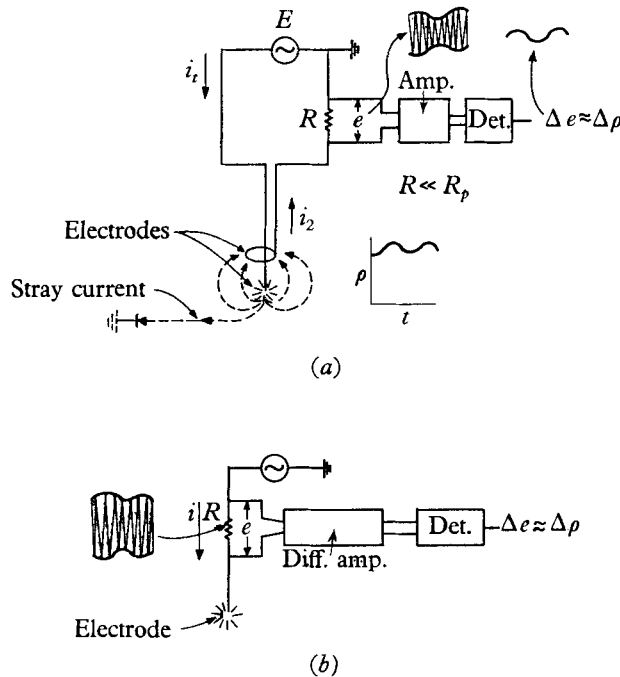 E
i_t
Amp.
R
e
Det.
Δe≈Δρ
R ≪ R_p
i_2
Electrodes
Stray current
ρ
t
(a)
i
R
e
Det.
Δe≈Δρ
Diff. amp.
Electrode
(b)